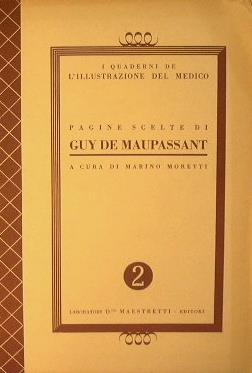 I QUADERNI DE
L'ILLUSTRAZIONE DEL MEDICO
PAGINE SCELTE DI
GUY DE MAUPASSANT
A CURA DI MARINO MORETTI
2
LABORATORI D.tt. MAESTRETTI - EDITORI